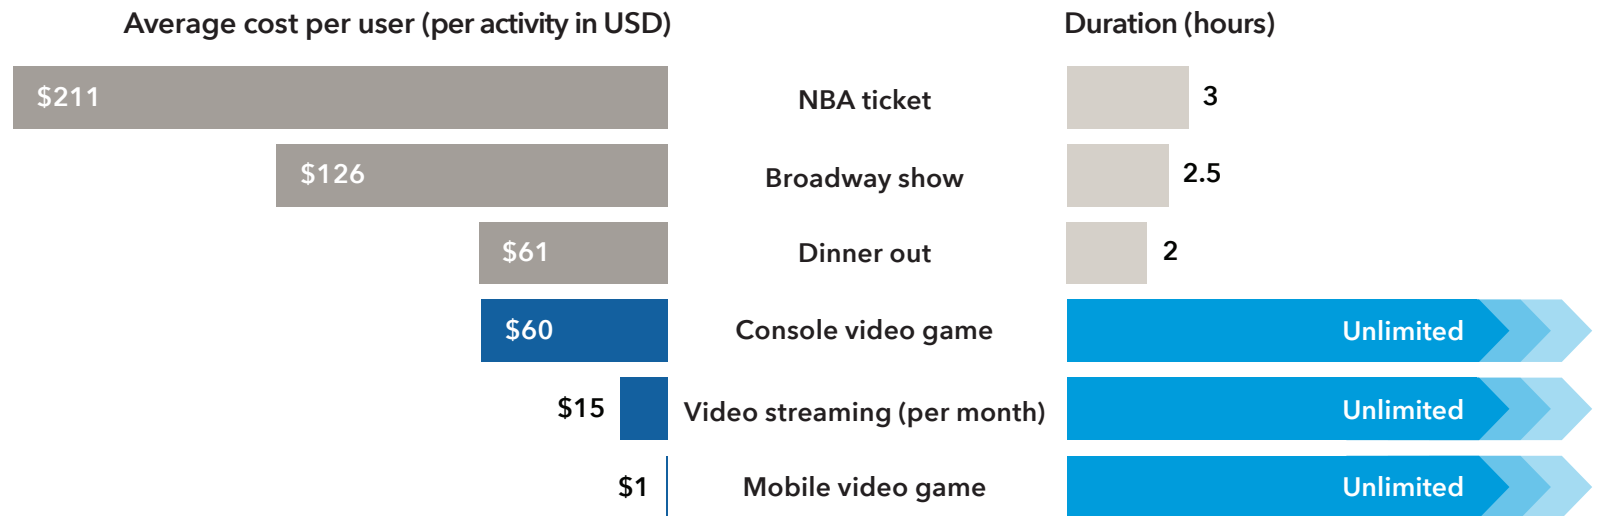 Average cost per user (per activity in USD)
Duration (hours)
$211
NBA ticket
3
$126
Broadway show
2.5
$61
Dinner out
2
$60
Console video game
Unlimited
$15
Video streaming (per month)
Unlimited
$1
Mobile video game
Unlimited